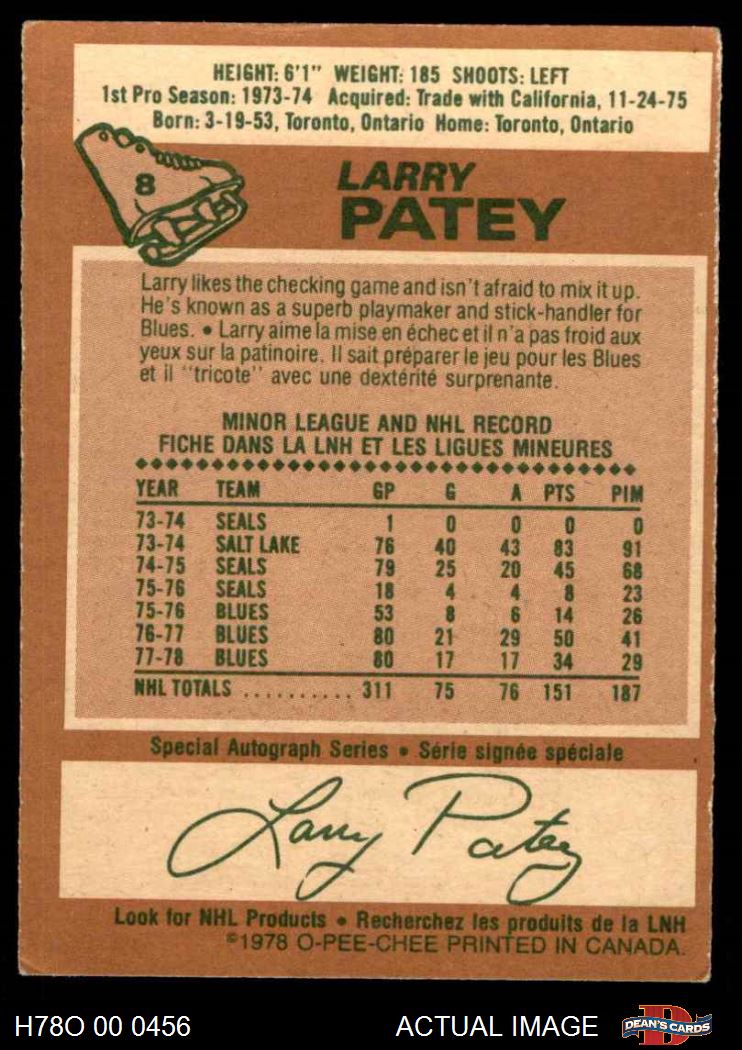 HEIGHT: 6'1" WEIGHT: 185 SHOOTS: LEFT
1st Pro Season: 1973-74 Acquired: Trade with California, 11-24-75
Born: 3-19-53, Toronto, Ontario Home: Toronto, Ontario
8
LARRY
PATEY
Larry likes the checking game and isn't afraid to mix it up.
He's known as a superb playmaker and stick-handler for
Blues. • Larry aime la mise en échec et il n'a pas froid aux
yeux sur la patinoire. Il sait préparer le jeu pour les Blues
et il "tricote" avec une dextérité surprenante.
MINOR LEAGUE AND NHL RECORD
FICHE DANS LA LNH ET LES LIGUES MINEURES
YEAR TEAM GP G A PTS PIM
73-74 SEALS 1 0 0 0 0
73-74 SALT LAKE 76 40 43 83 91
74-75 SEALS 79 25 20 45 68
75-76 SEALS 18 4 4 8 23
75-76 BLUES 53 8 6 14 26
76-77 BLUES 80 21 29 50 41
77-78 BLUES 80 17 17 34 29
NHL TOTALS .......... 311 75 76 151 187
Special Autograph Series • Série signée spéciale
Larry Patey
Look for NHL Products • Recherchez les produits de la LNH
©1978 O-PEE-CHEE PRINTED IN CANADA.
H78O 00 0456 ACTUAL IMAGE DEAN'S CARDS